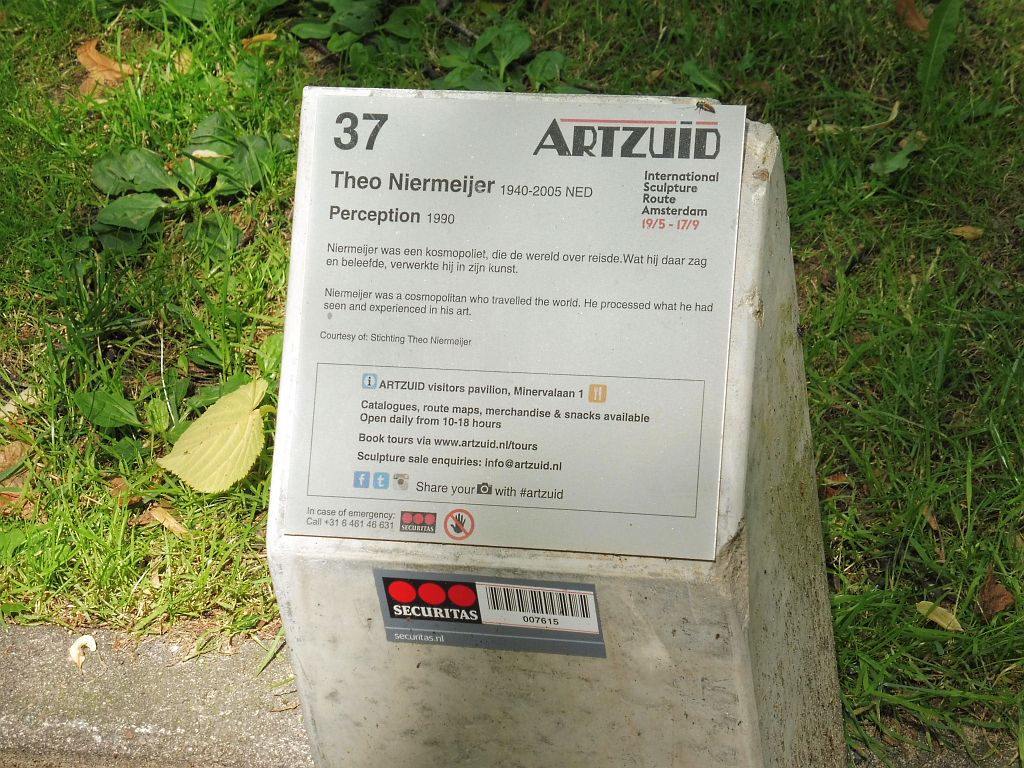 37
ARTZUID
International
Sculpture
Route
Amsterdam
19/5 - 17/9
Theo Niermeijer 1940-2005 NED
Perception 1990
Niermeijer was een kosmopoliet, die de wereld over reisde.Wat hij daar zag
en beleefde, verwerkte hij in zijn kunst.
Niermeijer was a cosmopolitan who travelled the world. He processed what he had
seen and experienced in his art.
Courtesy of: Stichting Theo Niermeijer
i ARTZUID visitors pavilion, Minervalaan 1
Catalogues, route maps, merchandise & snacks available
Open daily from 10-18 hours
Book tours via www.artzuid.nl/tours
Sculpture sale enquiries: info@artzuid.nl
f t Share your with #artzuid
In case of emergency:
Call +31 6 461 46 631
SECURITAS
SECURITAS
007615
securitas.nl